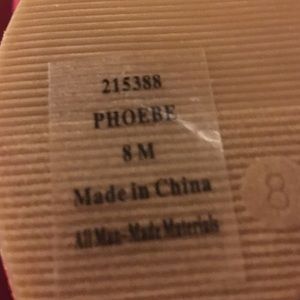 215388
PHOEBE
8 M
Made in China
All Man-Made Materials
8